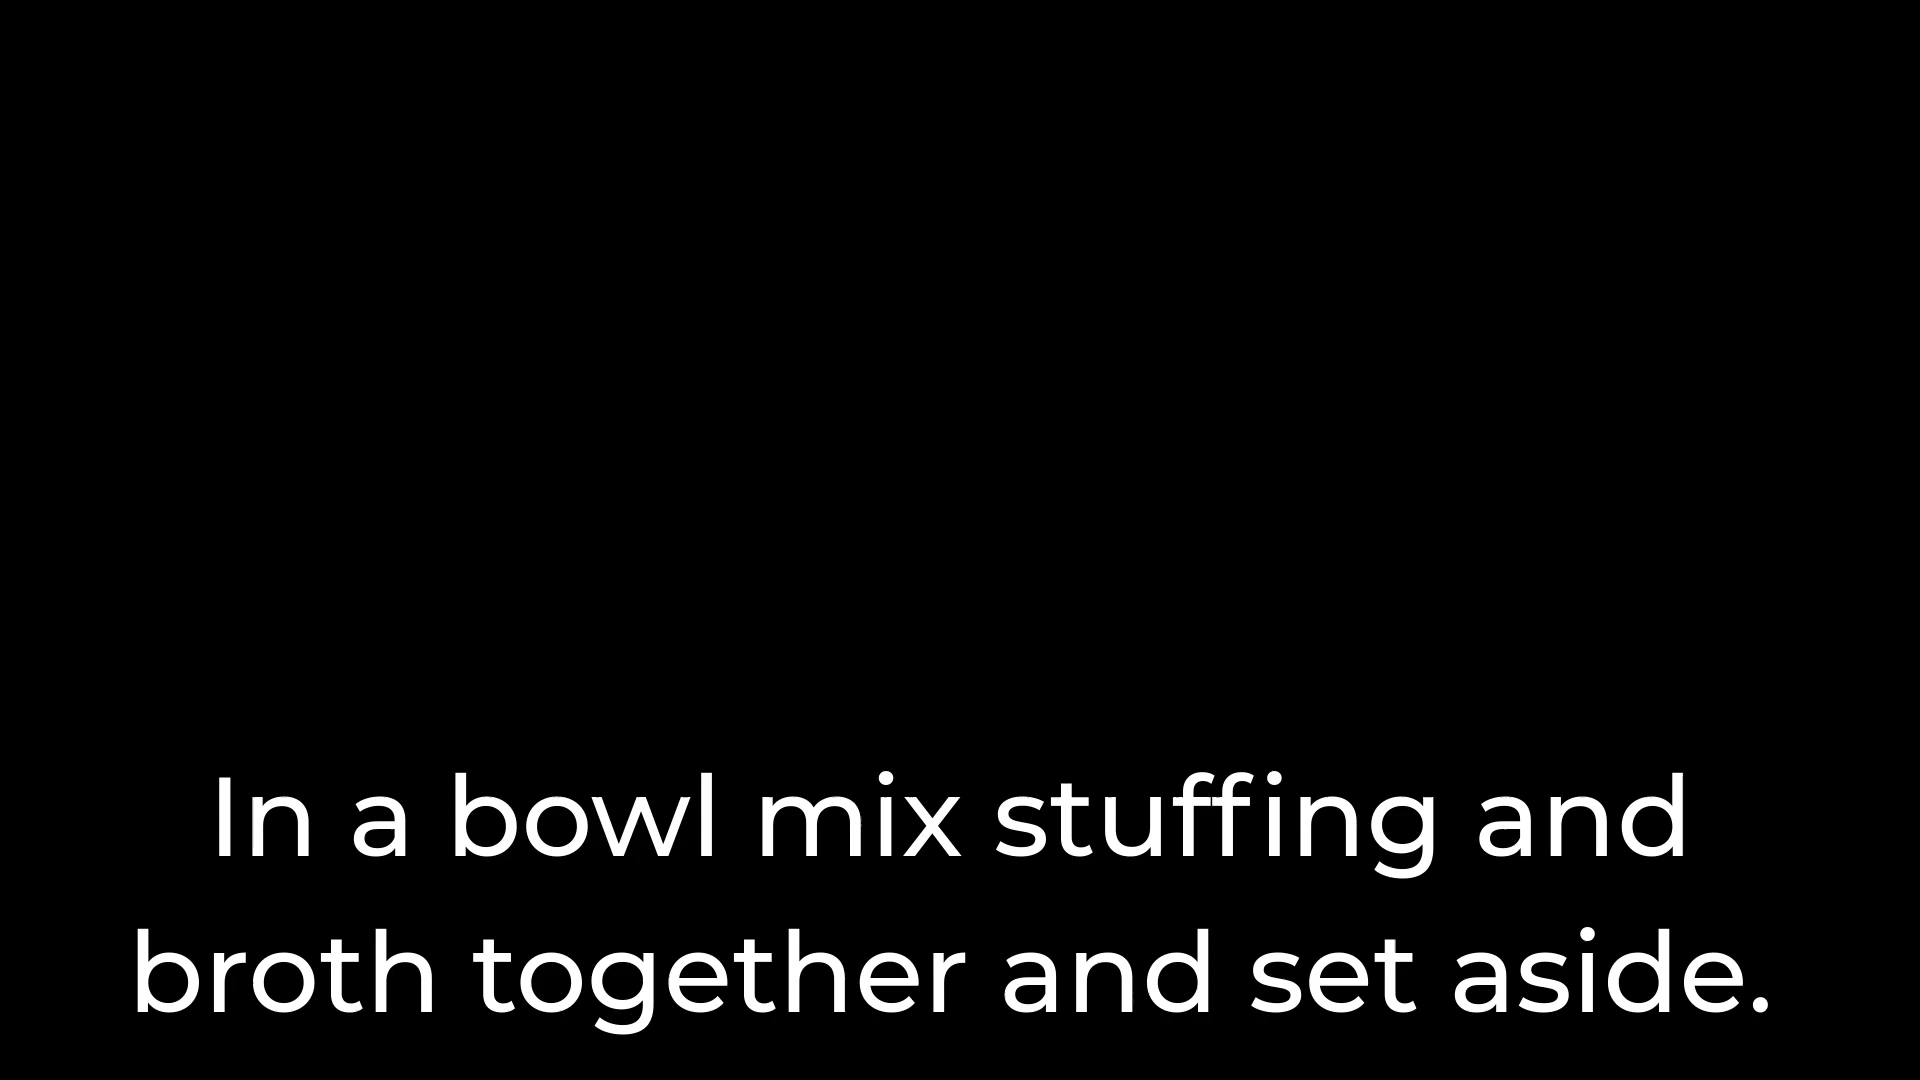 In a bowl mix stuffing and
broth together and set aside.